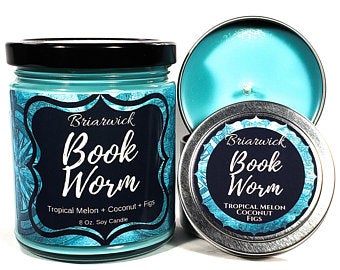 Briarwick
Book
Worm
Tropical Melon + Coconut + Figs
8 Oz. Soy Candle
Briarwick
Book
Worm
Tropical Melon
Coconut
Figs